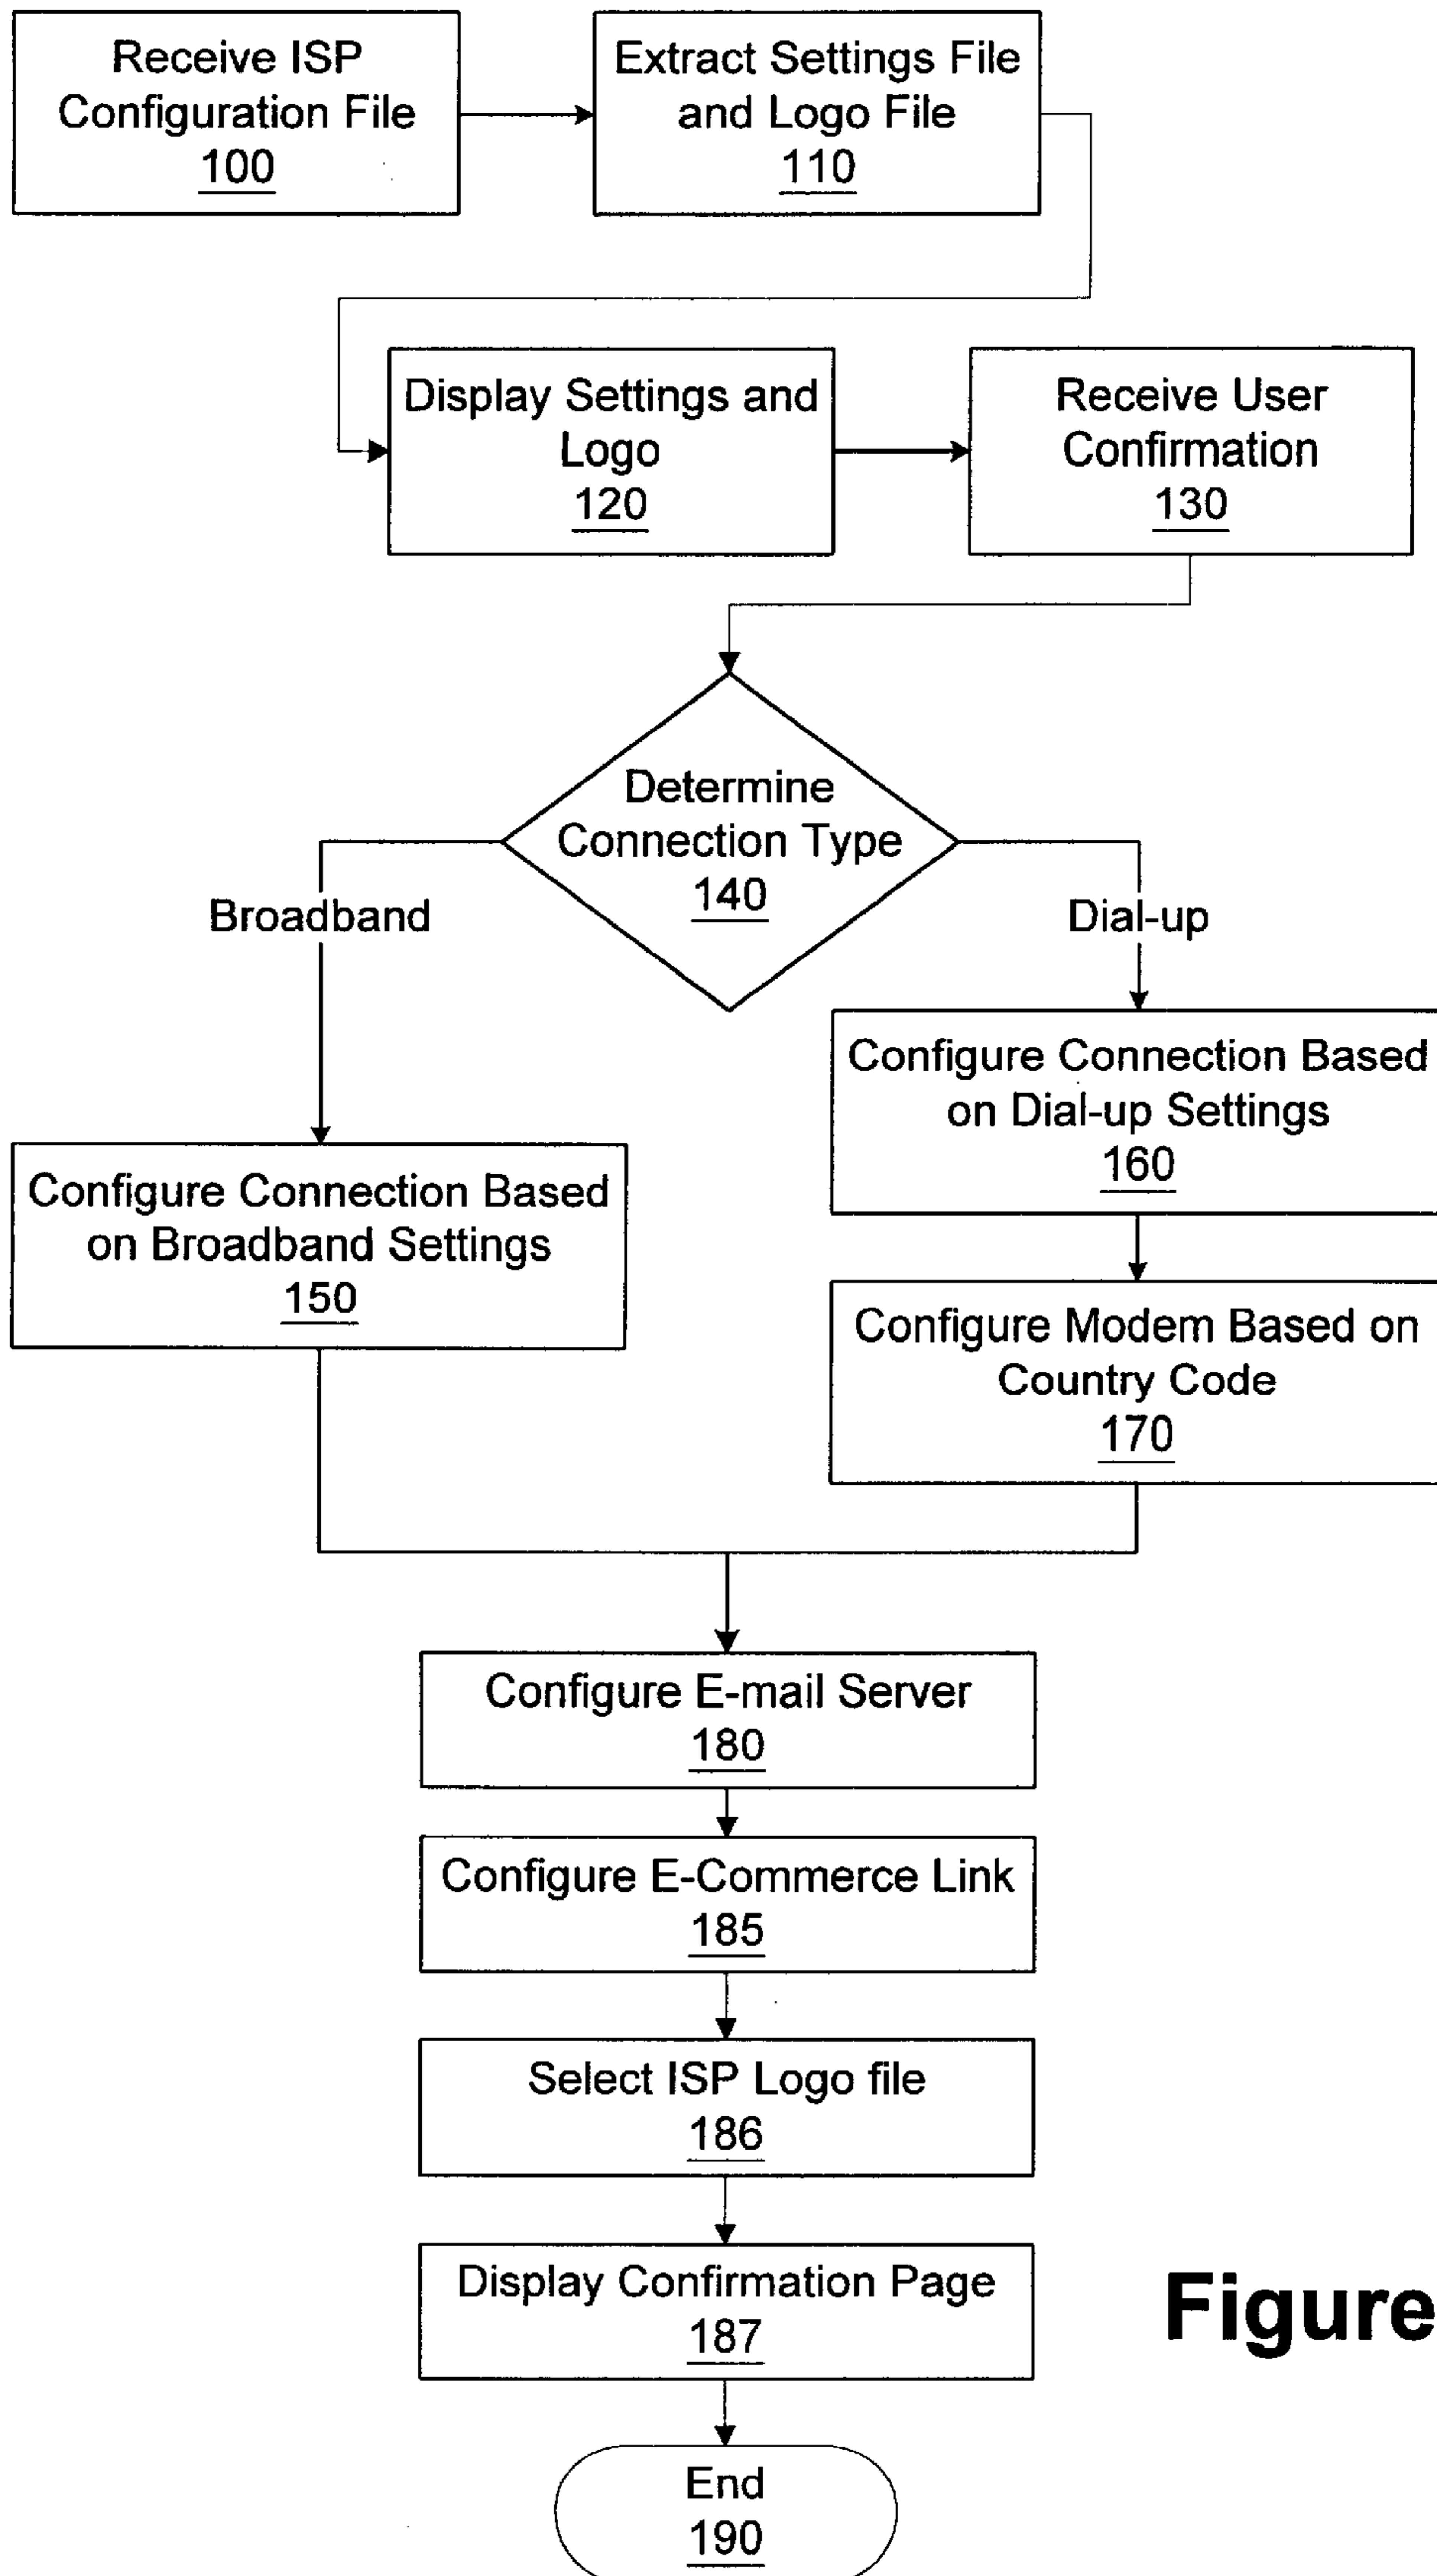 Receive ISP
Configuration File
100
Extract Settings File
and Logo File
110
Display Settings and
Logo
120
Receive User
Confirmation
130
Determine
Connection Type
140
Broadband
Dial-up
Configure Connection Based
on Dial-up Settings
160
Configure Connection Based
on Broadband Settings
150
Configure Modem Based on
Country Code
170
Configure E-mail Server
180
Configure E-Commerce Link
185
Select ISP Logo file
186
Display Confirmation Page
187
Figure
End
190